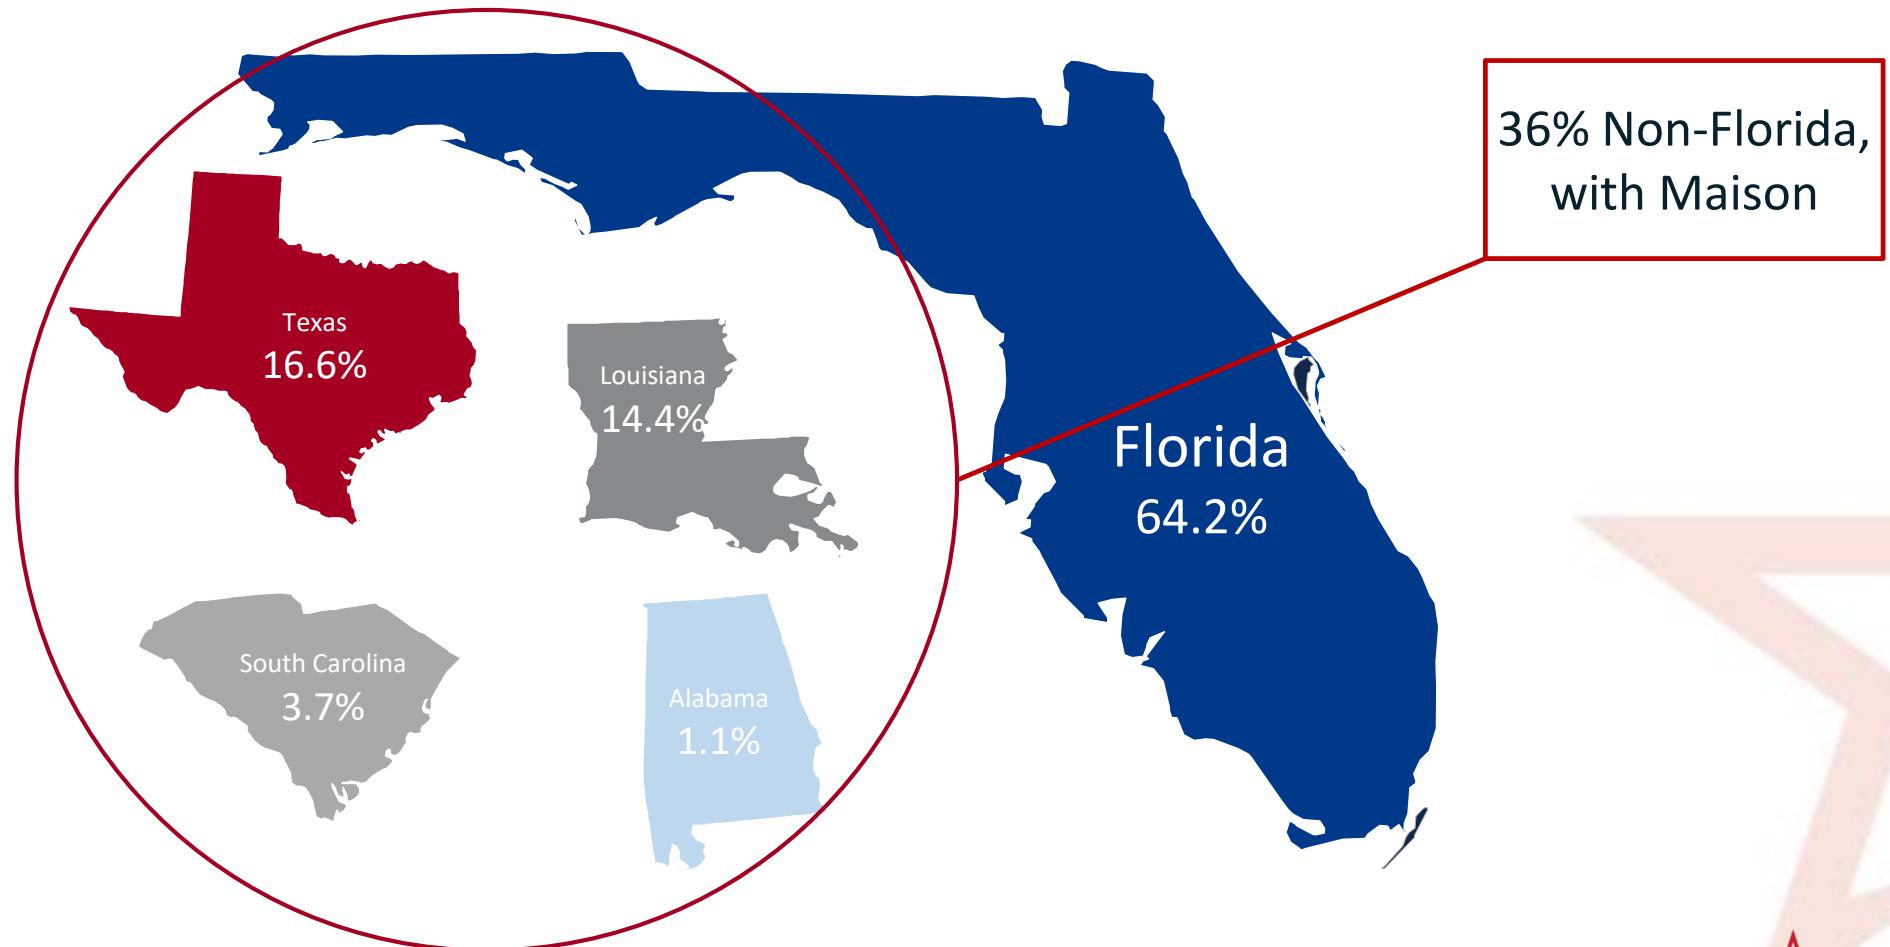 36% Non-Florida,
with Maison
Texas
16.6%
Louisiana
14.4%
Florida
64.2%
South Carolina
3.7%
Alabama
1.1%